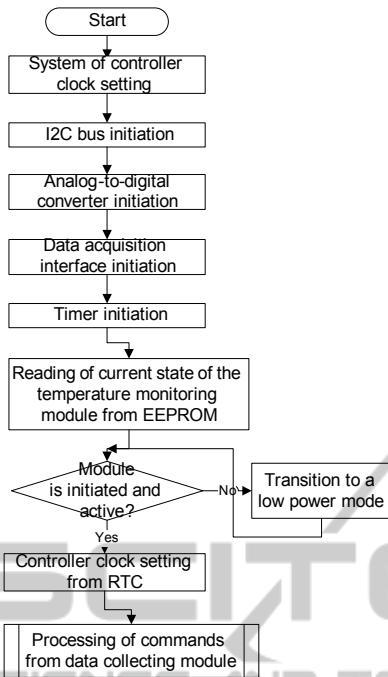 Start
System of controller
clock setting
I2C bus initiation
Analog-to-digital
converter initiation
Data acquisition
interface initiation
Timer initiation
Reading of current state of the
temperature monitoring
module from EEPROM
Module
is initiated and
active?
No
Transition to a
low power mode
Yes
Controller clock setting
from RTC
Processing of commands
from data collecting module